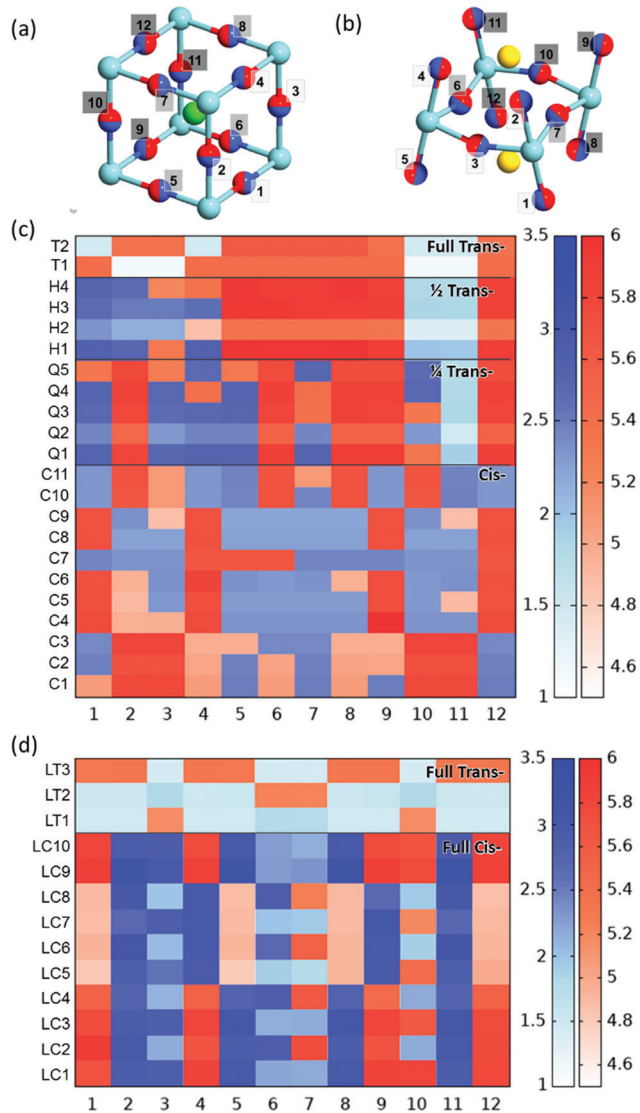 (a)
12
8
11
4
3
7
10
9
6
2
5
1
(b)
11
9
10
4
6
12
2
7
3
8
5
1
(c)
T2
T1
H4
H3
H2
H1
Q5
Q4
Q3
Q2
Q1
C11
C10
C9
C8
C7
C6
C5
C4
C3
C2
C1
Full Trans-
½ Trans-
¼ Trans-
Cis-
1 2 3 4 5 6 7 8 9 10 11 12
3.5
3
2.5
2
1.5
1
6
5.8
5.6
5.4
5.2
5
4.8
4.6
(d)
LT3
LT2
LT1
LC10
LC9
LC8
LC7
LC6
LC5
LC4
LC3
LC2
LC1
Full Trans-
Full Cis-
1 2 3 4 5 6 7 8 9 10 11 12
3.5
3
2.5
2
1.5
1
6
5.8
5.6
5.4
5.2
5
4.8
4.6